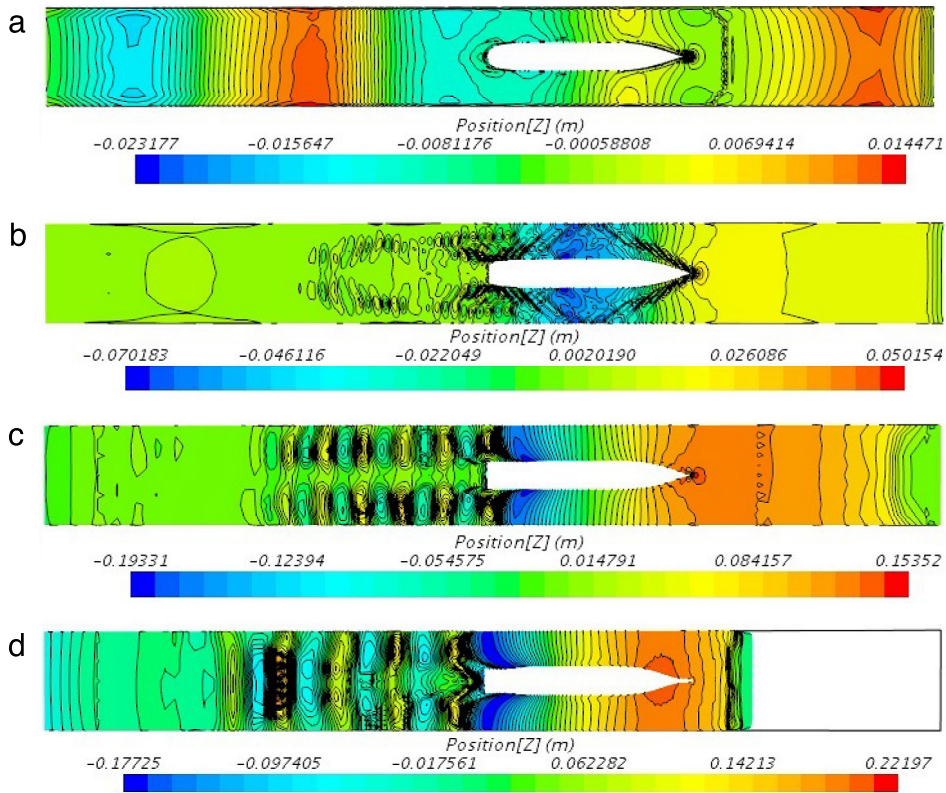 a
Position[Z] (m)
-0.023177 -0.015647 -0.0081176 -0.00058808 0.0069414 0.014471
b
Position[Z] (m)
-0.070183 -0.046116 -0.022049 0.0020190 0.026086 0.050154
c
Position[Z] (m)
-0.19331 -0.12394 -0.054575 0.014791 0.084157 0.15352
d
Position[Z] (m)
-0.17725 -0.097405 -0.017561 0.062282 0.14213 0.22197